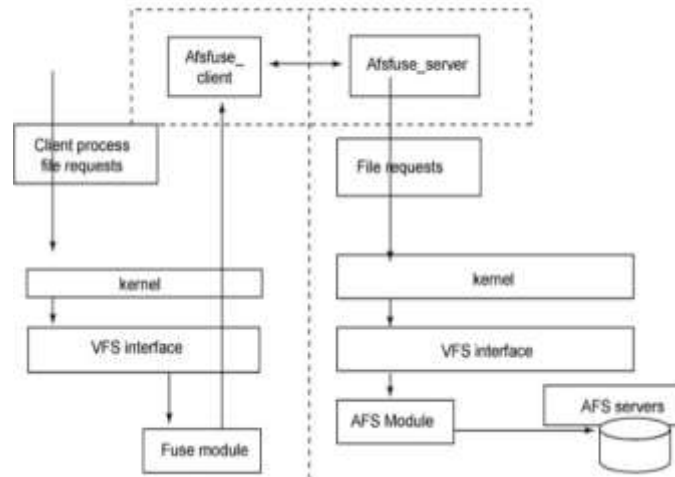 Afsfuse_
client
Afsfuse_server
Client process
file requests
File requests
kernel
kernel
VFS interface
VFS interface
Fuse module
AFS Module
AFS servers